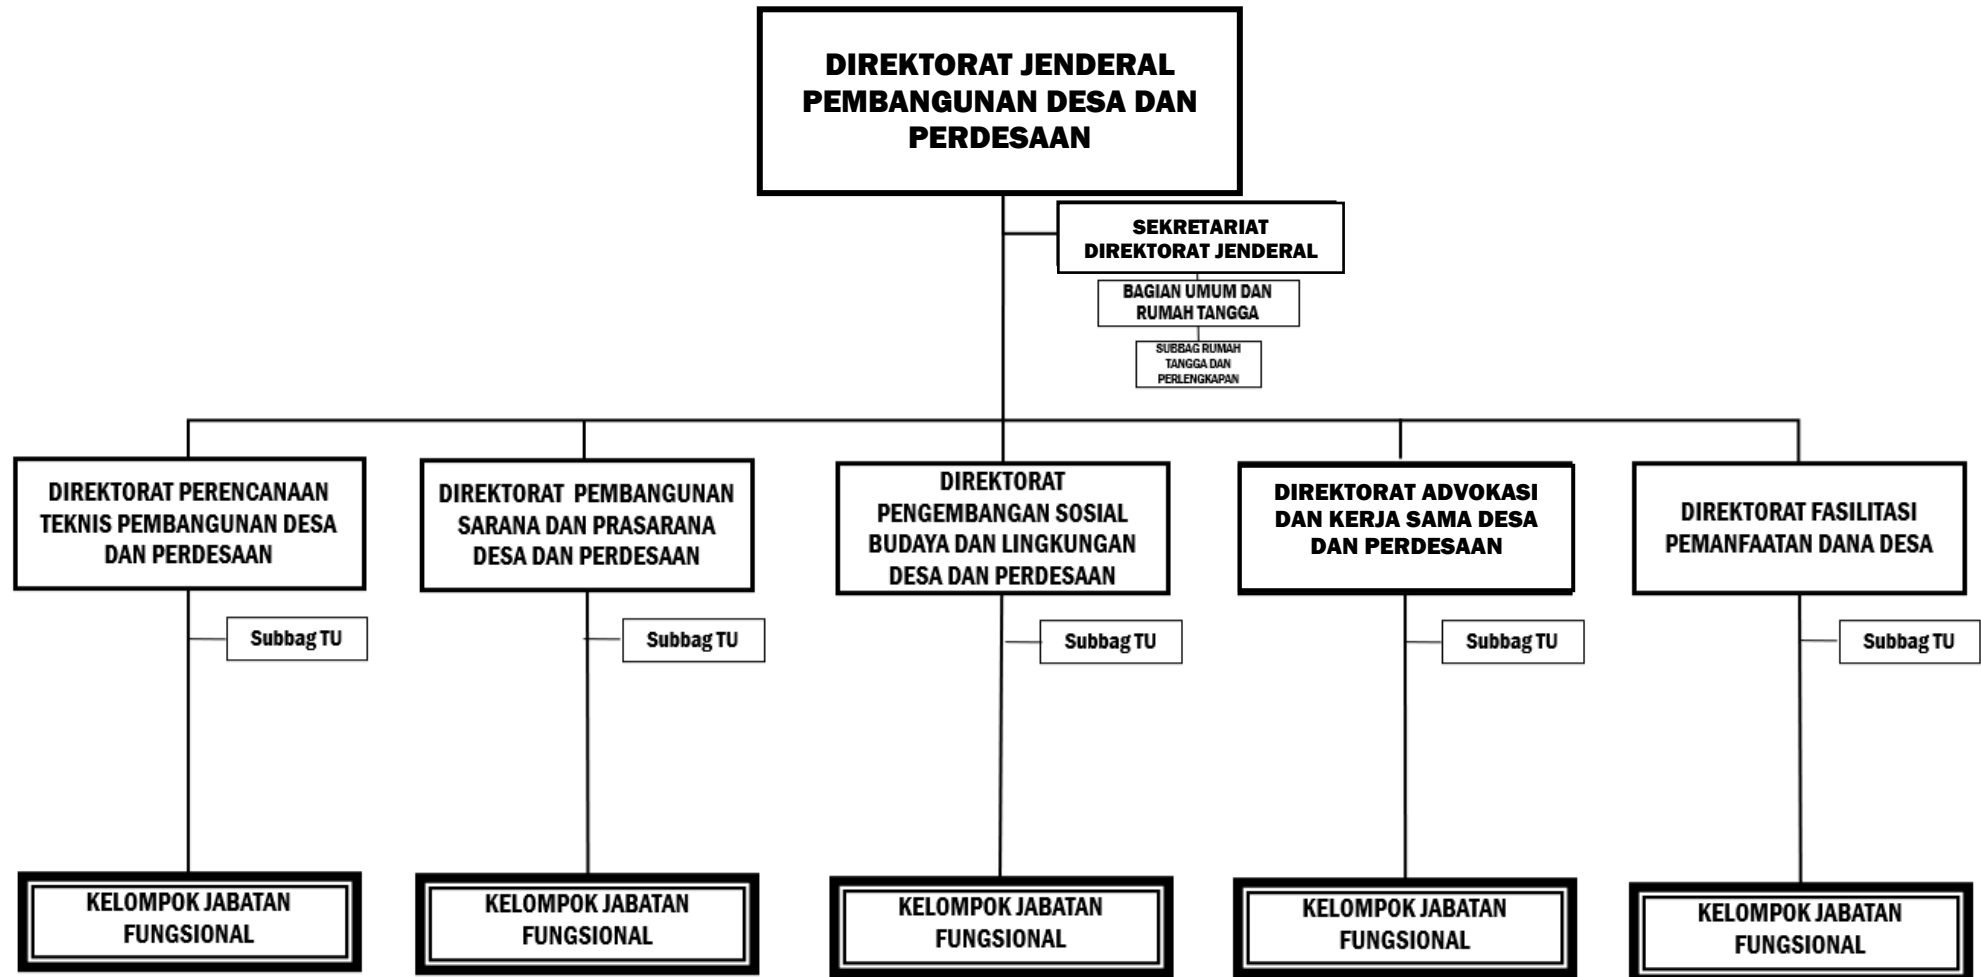 DIREKTORAT JENDERAL
PEMBANGUNAN DESA DAN
PERDESAAN
SEKRETARIAT
DIREKTORAT JENDERAL
BAGIAN UMUM DAN
RUMAH TANGGA
SUBBAG RUMAH
TANGGA DAN
PERLENGKAPAN
DIREKTORAT PERENCANAAN
TEKNIS PEMBANGUNAN DESA
DAN PERDESAAN
DIREKTORAT PEMBANGUNAN
SARANA DAN PRASARANA
DESA DAN PERDESAAN
DIREKTORAT
PENGEMBANGAN SOSIAL
BUDAYA DAN LINGKUNGAN
DESA DAN PERDESAAN
DIREKTORAT ADVOKASI
DAN KERJA SAMA DESA
DAN PERDESAAN
DIREKTORAT FASILITASI
PEMANFAATAN DANA DESA
Subbag TU
Subbag TU
Subbag TU
Subbag TU
Subbag TU
KELOMPOK JABATAN
FUNGSIONAL
KELOMPOK JABATAN
FUNGSIONAL
KELOMPOK JABATAN
FUNGSIONAL
KELOMPOK JABATAN
FUNGSIONAL
KELOMPOK JABATAN
FUNGSIONAL